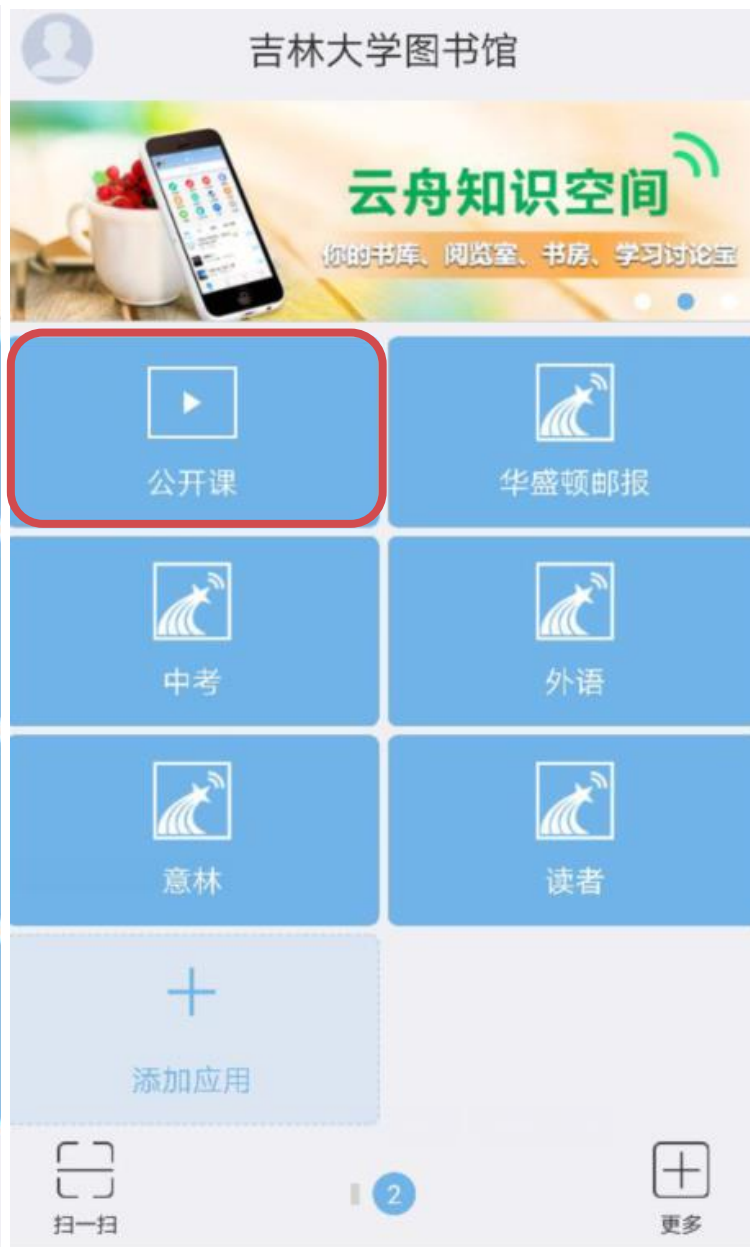 吉林大学图书馆
云舟知识空间
你的书库、阅览室、书房、学习讨论室
公开课
华盛顿邮报
中考
外语
意林
读者
添加应用
2
扫一扫
更多